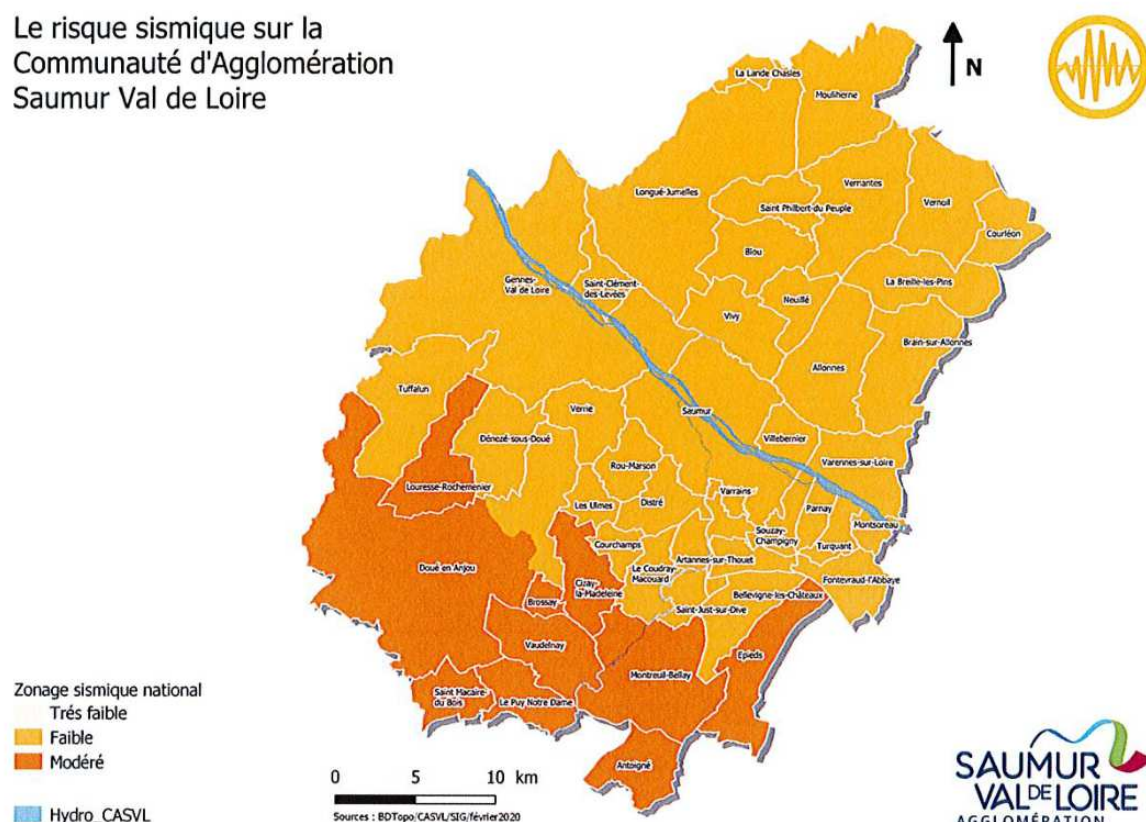 Le risque sismique sur la
Communauté d'Agglomération
Saumur Val de Loire
N
La Lande Chasles
Mouliherne
Longué-Jumelles
Vernantes
Saint Philbert-du Peuple
Vernoil
Courléon
Blou
Gennes-
Val de Loire
Saint-Clément-
des-Levées
La Breille-les-Pins
Neuillé
Vivy
Brain-sur-Allonnes
Allonnes
Tuffalun
Verrie
Saumur
Dénezé-sous-Doué
Villebernier
Varennes-sur-Loire
Rou-Marson
Louresse-Rochemenier
Les Ulmes
Distré
Varrains
Parnay
Montsoreau
Souzay-
Champigny
Turquant
Courchamps
Artannes-sur-Thouet
Doué en Anjou
Le Coudray-
Macouard
Fontevraud-l'Abbaye
Cizay-
la-Madeleine
Brossay
Bellevigne-les-Châteaux
Saint-Just-sur-Dive
Vaudelnay
Epieds
Montreuil-Bellay
Saint Macaire-
du Bois
Le Puy Notre Dame
Antoigné
Zonage sismique national
Trés faible
Faible
Modéré
Hydro_CASVL
0 5 10 km
Sources : BDTopo/CASVL/SIG/février2020
SAUMUR
VAL DE LOIRE
AGGLOMÉRATION